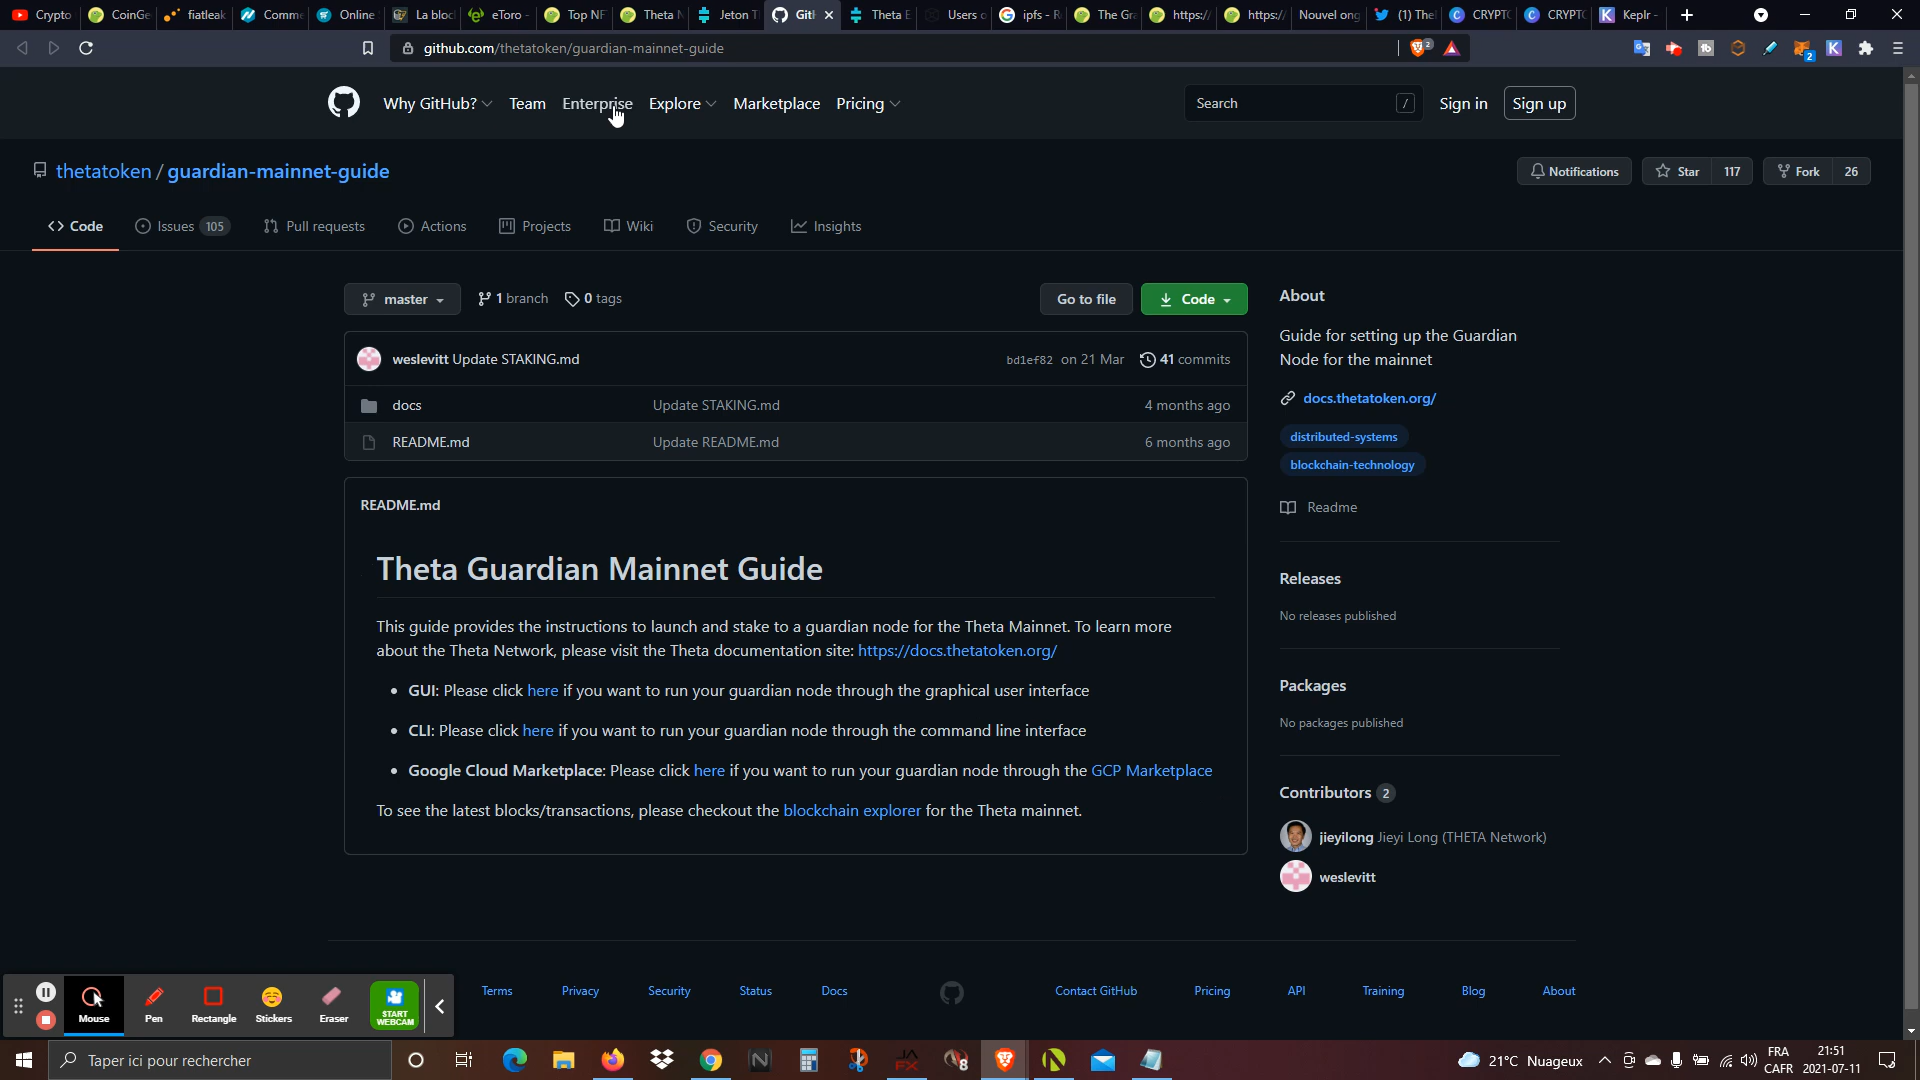 Crypto CoinGe fiatleak Comme Online La bloc eToro - Top NF Theta N Jeton T Git Theta E Users o ipfs - R The Gra https:/ https:/ Nouvel ong (1) The CRYPTO CRYPTO Keplr -
github.com/thetatoken/guardian-mainnet-guide
Why GitHub? Team Enterprise Explore Marketplace Pricing Search / Sign in Sign up
thetatoken / guardian-mainnet-guide Notifications Star 117 Fork 26
Code Issues 105 Pull requests Actions Projects Wiki Security Insights
master 1 branch 0 tags Go to file Code
weslevitt Update STAKING.md bd1ef82 on 21 Mar 41 commits
docs Update STAKING.md 4 months ago
README.md Update README.md 6 months ago
README.md
Theta Guardian Mainnet Guide
This guide provides the instructions to launch and stake to a guardian node for the Theta Mainnet. To learn more
about the Theta Network, please visit the Theta documentation site: https://docs.thetatoken.org/
• GUI: Please click here if you want to run your guardian node through the graphical user interface
• CLI: Please click here if you want to run your guardian node through the command line interface
• Google Cloud Marketplace: Please click here if you want to run your guardian node through the GCP Marketplace
To see the latest blocks/transactions, please checkout the blockchain explorer for the Theta mainnet.
About
Guide for setting up the Guardian
Node for the mainnet
docs.thetatoken.org/
distributed-systems
blockchain-technology
Readme
Releases
No releases published
Packages
No packages published
Contributors 2
jieyilong Jieyi Long (THETA Network)
weslevitt
Terms Privacy Security Status Docs Contact GitHub Pricing API Training Blog About
Mouse Pen Rectangle Stickers Eraser START
WEBCAM
Taper ici pour rechercher
21°C Nuageux
FRA
CAFR
21:51
2021-07-11